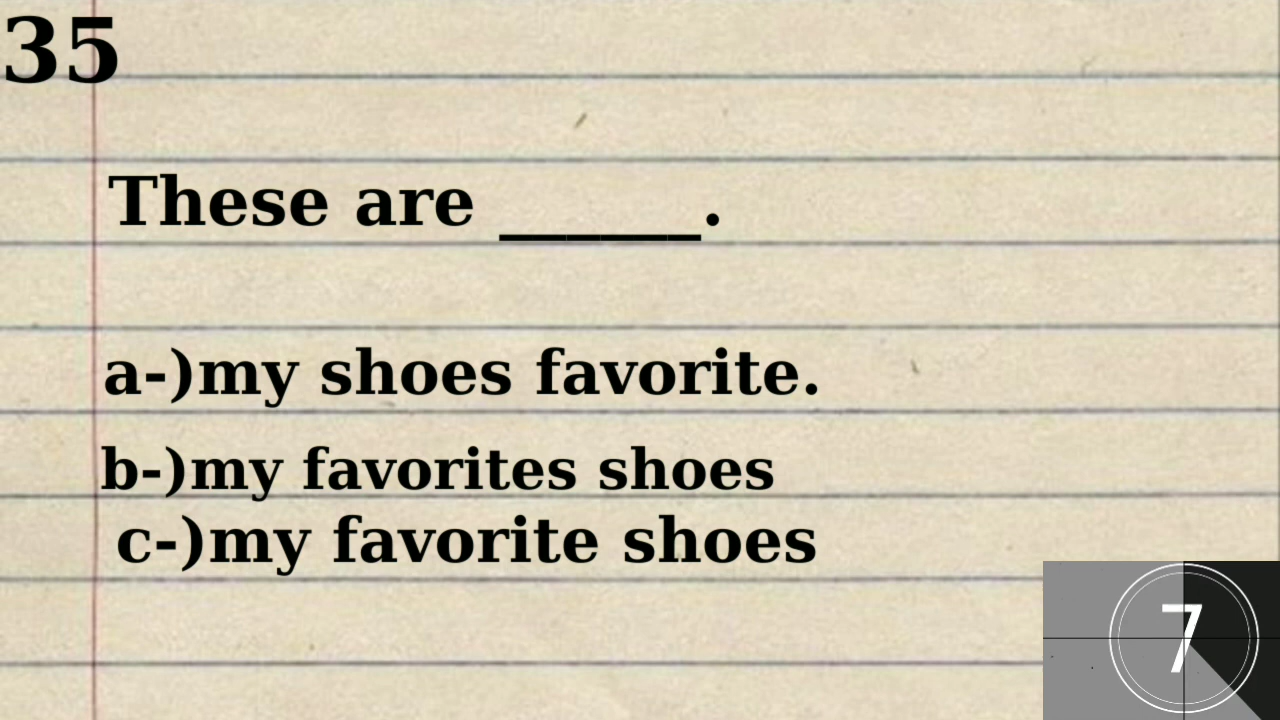 35
These are ______.
a-)my shoes favorite.
b-)my favorites shoes
c-)my favorite shoes
7